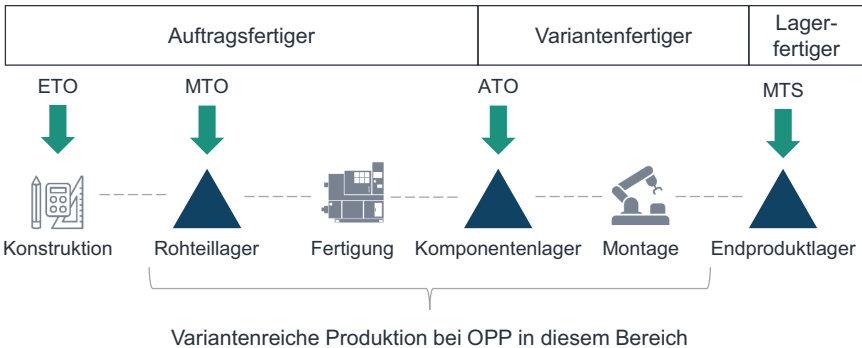 Auftragsfertiger
Variantenfertiger
Lager-
fertiger
ETO
MTO
ATO
MTS
Konstruktion
Rohteillager
Fertigung
Komponentenlager
Montage
Endproduktlager
Variantenreiche Produktion bei OPP in diesem Bereich